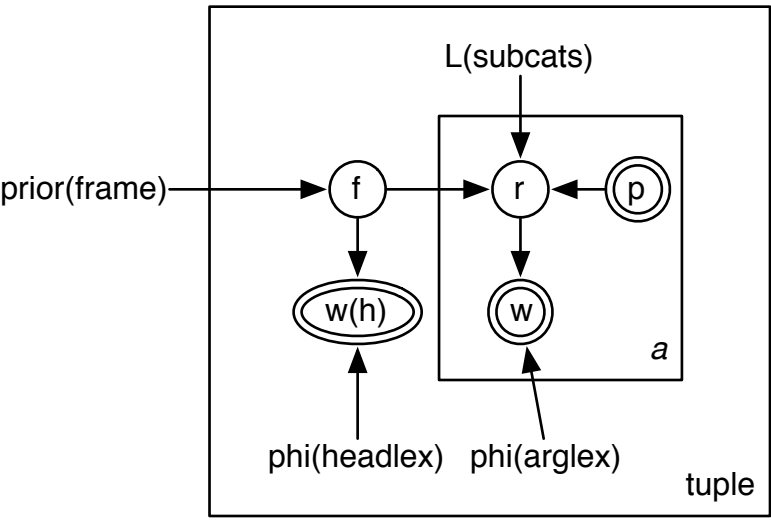 L(subcats)
prior(frame)
f
r
p
w(h)
w
a
phi(headlex)
phi(arglex)
tuple